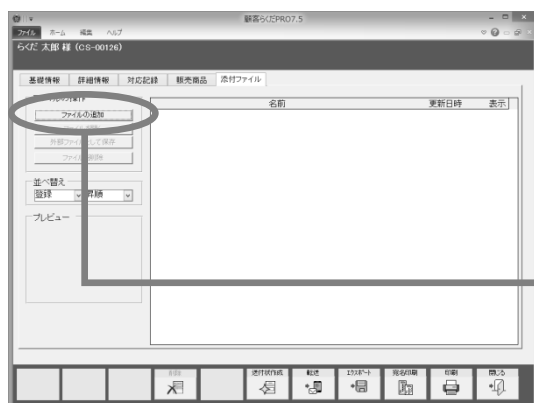 顧客らくだPRO7.5
ファイル ホーム 編集 ヘルプ
らくだ 太郎 様 (CS-00126)
基礎情報 詳細情報 対応記録 販売商品 添付ファイル
ファイルの追加
外部ファイルとして保存
ファイルの削除
並べ替え
登録 昇順
プレビュー
名前 更新日時 表示
削除 送付状作成 転送 エクスポート 宛名印刷 印刷 閉じる